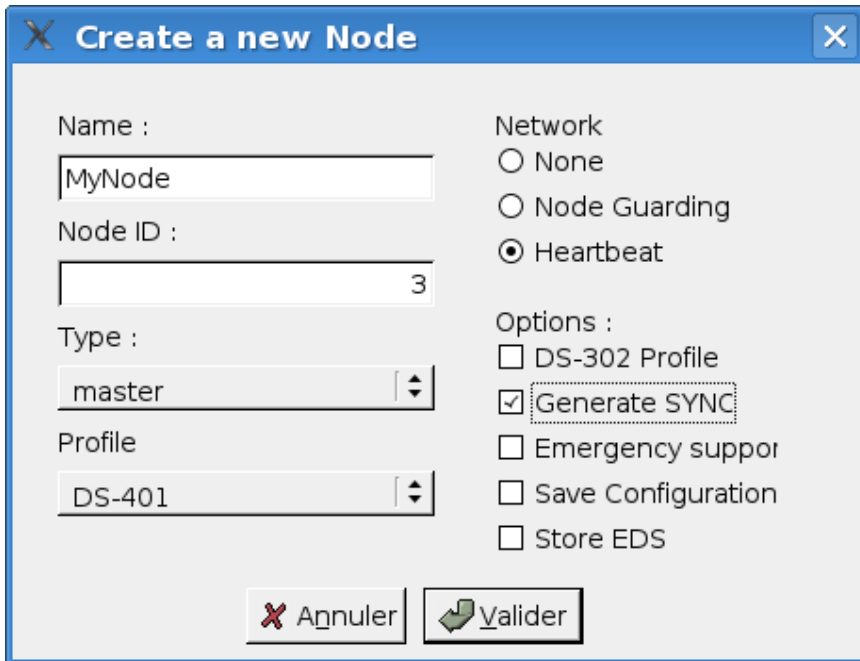 Create a new Node
Name :
MyNode
Node ID :
3
Type :
master
Profile
DS-401
Network
None
Node Guarding
Heartbeat
Options :
DS-302 Profile
Generate SYNC
Emergency suppor
Save Configuration
Store EDS
Annuler
Valider